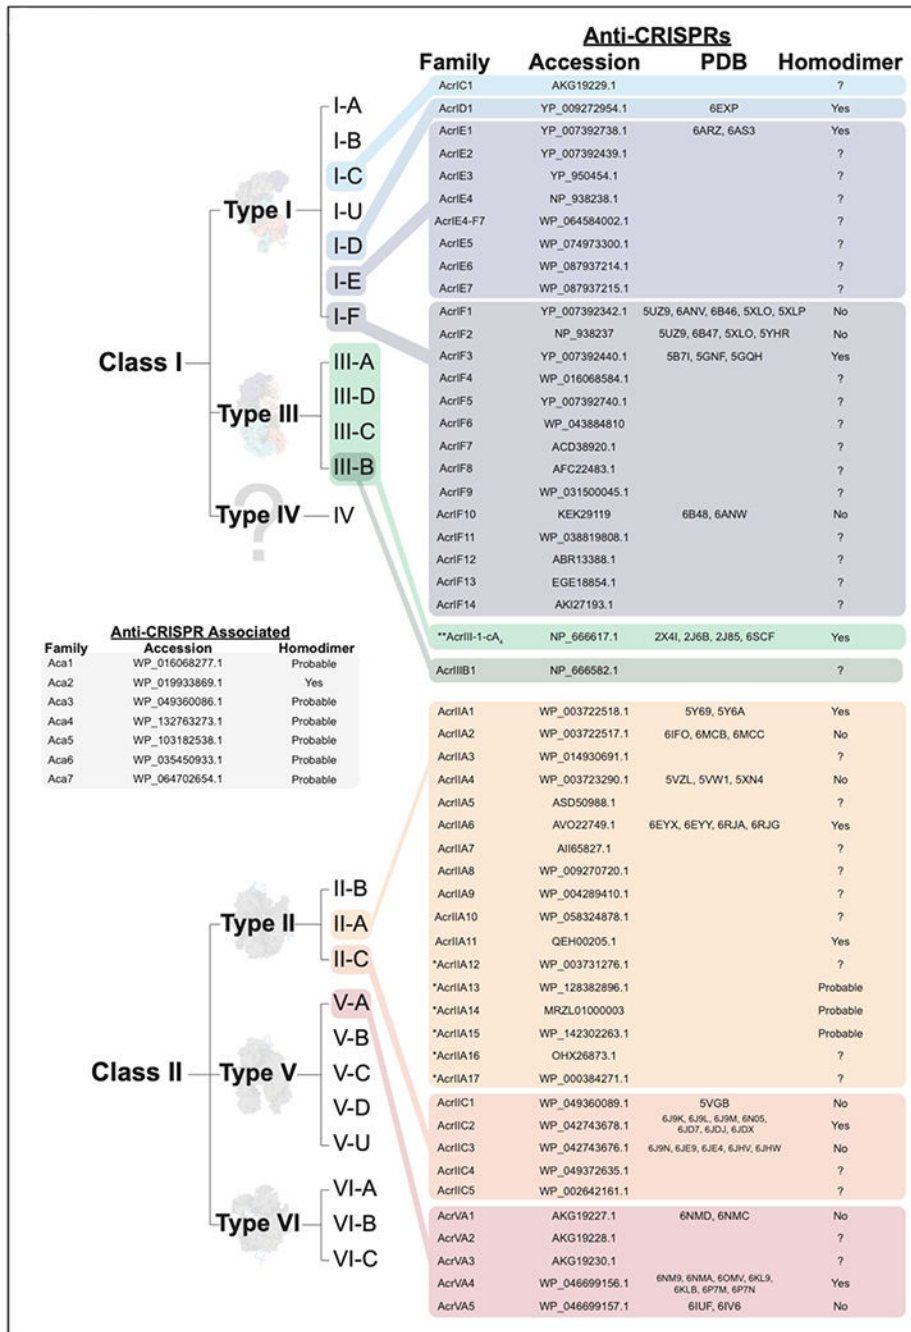 Anti-CRISPRs
Family Accession PDB Homodimer
AcrIC1 AKG19229.1 ?
AcrID1 YP_009272954.1 6EXP Yes
AcrIE1 YP_007392738.1 6ARZ, 6AS3 Yes
AcrIE2 YP_007392439.1 ?
AcrIE3 YP_950454.1 ?
AcrIE4 NP_938238.1 ?
AcrIE4-F7 WP_064584002.1 ?
AcrIE5 WP_074973300.1 ?
AcrIE6 WP_087937214.1 ?
AcrIE7 WP_087937215.1 ?
AcrIF1 YP_007392342.1 5UZ9, 6ANV, 6B46, 5XLO, 5XLP No
AcrIF2 NP_938237 5UZ9, 6B47, 5XLO, 5YHR No
AcrIF3 YP_007392440.1 5B7I, 5GNF, 5GQH Yes
AcrIF4 WP_016068584.1 ?
AcrIF5 YP_007392740.1 ?
AcrIF6 WP_043884810 ?
AcrIF7 ACD38920.1 ?
AcrIF8 AFC22483.1 ?
AcrIF9 WP_031500045.1 ?
AcrIF10 KEK29119 6B48, 6ANW No
AcrIF11 WP_038819808.1 ?
AcrIF12 ABR13388.1 ?
AcrIF13 EGE18854.1 ?
AcrIF14 AKI27193.1 ?
**AcrIII-1-cA₄ NP_666617.1 2X4I, 2J6B, 2J85, 6SCF Yes
AcrIIIB1 NP_666582.1 ?
AcrIIA1 WP_003722518.1 5Y69, 5Y6A Yes
AcrIIA2 WP_003722517.1 6IFO, 6MCB, 6MCC No
AcrIIA3 WP_014930691.1 ?
AcrIIA4 WP_003723290.1 5VZL, 5VW1, 5XN4 No
AcrIIA5 ASD50988.1 ?
AcrIIA6 AVO22749.1 6EYX, 6EYY, 6RJA, 6RJG Yes
AcrIIA7 AII65827.1 ?
AcrIIA8 WP_009270720.1 ?
AcrIIA9 WP_004289410.1 ?
AcrIIA10 WP_058324878.1 ?
AcrIIA11 QEH00205.1 Yes
*AcrIIA12 WP_003731276.1 ?
*AcrIIA13 WP_128382896.1 Probable
*AcrIIA14 MRZL01000003 Probable
*AcrIIA15 WP_142302263.1 Probable
*AcrIIA16 OHX26873.1 ?
*AcrIIA17 WP_000384271.1 ?
AcrIIC1 WP_049360089.1 5VGB No
AcrIIC2 WP_042743678.1 6J9K, 6J9L, 6J9M, 6N05, Yes
6JD7, 6JDJ, 6JDX
AcrIIC3 WP_042743676.1 6J9N, 6JE9, 6JE4, 6JHV, 6JHW No
AcrIIC4 WP_049372635.1 ?
AcrIIC5 WP_002642161.1 ?
AcrVA1 AKG19227.1 6NMD, 6NMC No
AcrVA2 AKG19228.1 ?
AcrVA3 AKG19230.1 ?
AcrVA4 WP_046699156.1 6NM9, 6NMA, 6OMV, 6KL9, Yes
6KLB, 6P7M, 6P7N
AcrVA5 WP_046699157.1 6IUF, 6IV6 No
Class I
Type I
I-A
I-B
I-C
I-U
I-D
I-E
I-F
Type III
III-A
III-D
III-C
III-B
?
Type IV
IV
Anti-CRISPR Associated
Family Accession Homodimer
Aca1 WP_016068277.1 Probable
Aca2 WP_019933869.1 Yes
Aca3 WP_049360086.1 Probable
Aca4 WP_132763273.1 Probable
Aca5 WP_103182538.1 Probable
Aca6 WP_035450933.1 Probable
Aca7 WP_064702654.1 Probable
Class II
Type II
II-B
II-A
II-C
Type V
V-A
V-B
V-C
V-D
V-U
Type VI
VI-A
VI-B
VI-C